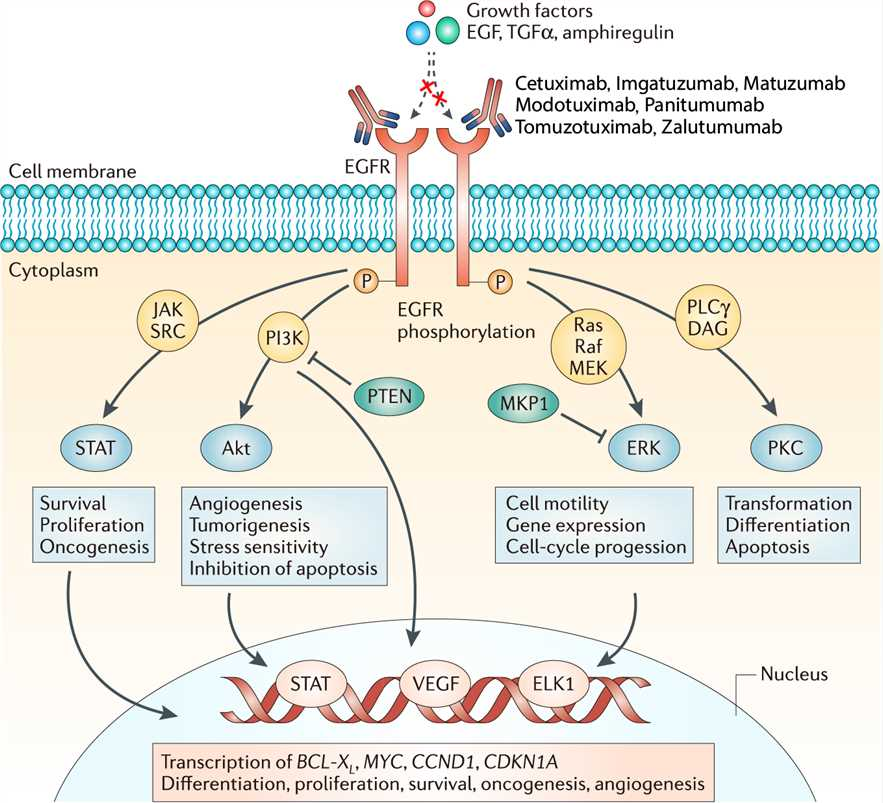 Growth factors
EGF, TGFα, amphiregulin
Cetuximab, Imgatuzumab, Matuzumab
Modotuximab, Panitumumab
Tomuzotuximab, Zalutumumab
EGFR
Cell membrane
Cytoplasm
P
P
EGFR
phosphorylation
JAK
SRC
PI3K
PTEN
Ras
Raf
MEK
PLCγ
DAG
MKP1
STAT
Akt
ERK
PKC
Survival
Proliferation
Oncogenesis
Angiogenesis
Tumorigenesis
Stress sensitivity
Inhibition of apoptosis
Cell motility
Gene expression
Cell-cycle progession
Transformation
Differentiation
Apoptosis
Nucleus
STAT
VEGF
ELK1
Transcription of BCL-XL, MYC, CCND1, CDKN1A
Differentiation, proliferation, survival, oncogenesis, angiogenesis